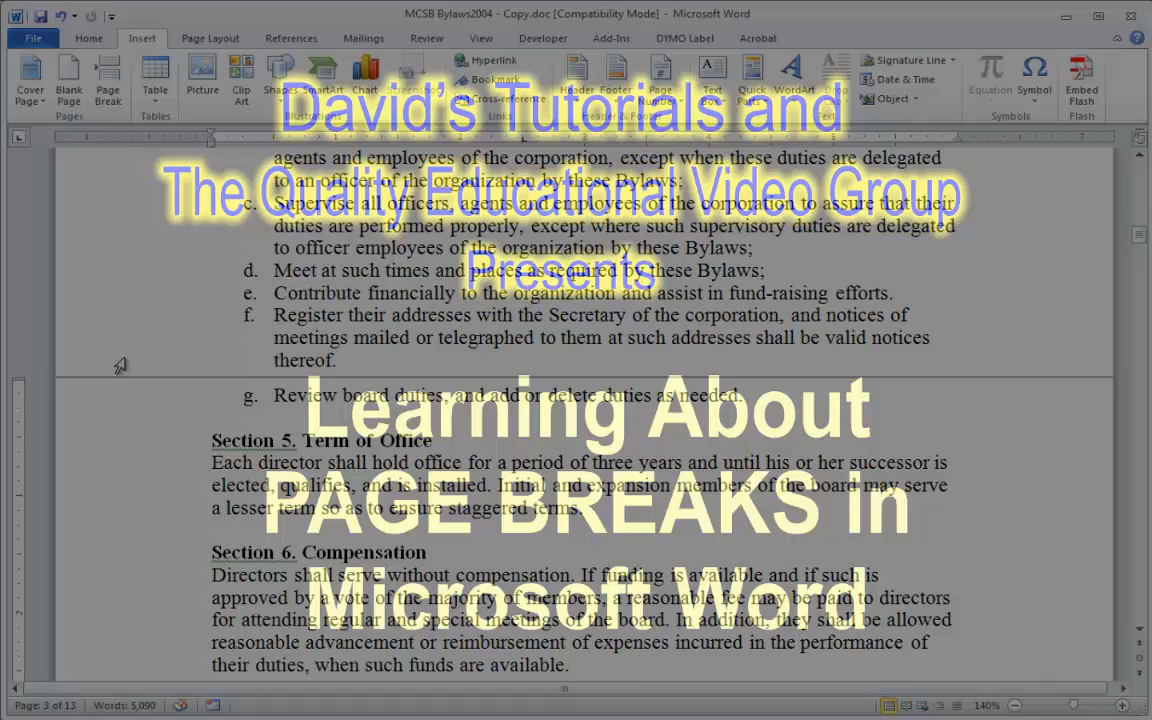 MCSB Bylaws2004 - Copy.doc [Compatibility Mode] - Microsoft Word
File Home Insert Page Layout References Mailings Review View Developer Add-Ins DYMO Label Acrobat
Cover Page Blank Page Page Break Table Picture Clip Art Shapes SmartArt Chart Screenshot Hyperlink Bookmark Cross-reference Header Footer Page Number Text Box Quick Parts WordArt Drop Cap Signature Line Date & Time Object Equation Symbol Embed Flash
Pages Tables Illustrations Links Header & Footer Text Symbols Flash
David's Tutorials and
The Quality Educational Video Group
Presents
Learning About
PAGE BREAKS in
Microsoft Word
agents and employees of the corporation, except when these duties are delegated
to an officer of the organization by these Bylaws;
c. Supervise all officers, agents and employees of the corporation to assure that their
duties are performed properly, except where such supervisory duties are delegated
to officer employees of the organization by these Bylaws;
d. Meet at such times and places as required by these Bylaws;
e. Contribute financially to the organization and assist in fund-raising efforts.
f. Register their addresses with the Secretary of the corporation, and notices of
meetings mailed or telegraphed to them at such addresses shall be valid notices
thereof.
g. Review board duties, and add or delete duties as needed.
Section 5. Term of Office
Each director shall hold office for a period of three years and until his or her successor is
elected, qualifies, and is installed. Initial and expansion members of the board may serve
a lesser term so as to ensure staggered terms.
Section 6. Compensation
Directors shall serve without compensation. If funding is available and if such is
approved by a vote of the majority of members, a reasonable fee may be paid to directors
for attending regular and special meetings of the board. In addition, they shall be allowed
reasonable advancement or reimbursement of expenses incurred in the performance of
their duties, when such funds are available.
Page: 3 of 13 Words: 5,090 140%